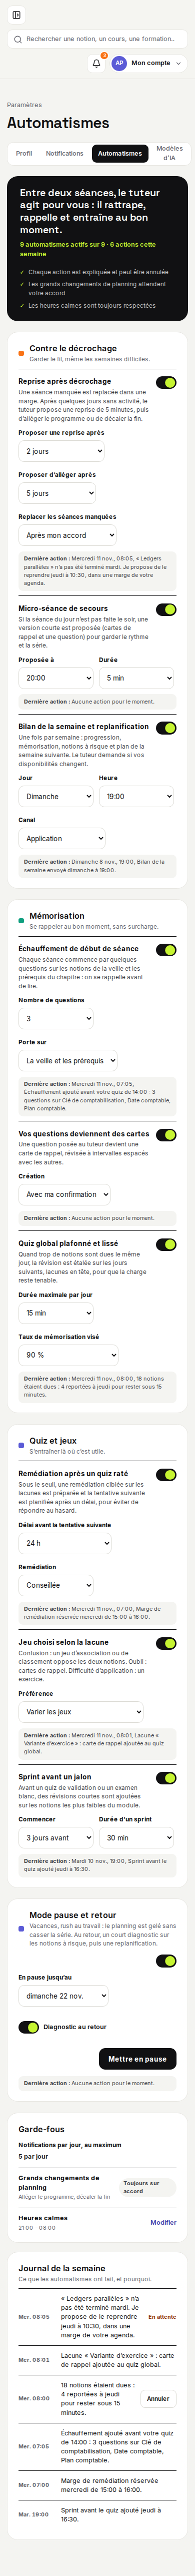 Rechercher une notion, un cours, une formation..
4
AP
Mon compte
Paramètres
Automatismes
Profil
Notifications
Automatismes
Modèles
d'IA
Entre deux séances, le tuteur
agit pour vous : il rattrape,
rappelle et entraîne au bon
moment.
9 automatismes actifs sur 9 · 6 actions cette
semaine
✓ Chaque action est expliquée et peut être annulée
✓ Les grands changements de planning attendent
votre accord
✓ Les heures calmes sont toujours respectées
Contre le décrochage
Garder le fil, même les semaines difficiles.
Reprise après décrochage
Une séance manquée est replacée dans une
marge. Après quelques jours sans activité, le
tuteur propose une reprise de 5 minutes, puis
d'alléger le programme ou de décaler la fin.
Proposer une reprise après
2 jours
Proposer d'alléger après
5 jours
Replacer les séances manquées
Après mon accord
Dernière action : Mercredi 11 nov., 08:05, « Ledgers
parallèles » n'a pas été terminé mardi. Je propose de le
reprendre jeudi à 10:30, dans une marge de votre
agenda.
Micro-séance de secours
Si la séance du jour n'est pas faite le soir, une
version courte est proposée (cartes de
rappel et une question) pour garder le rythme
et la série.
Proposée à
Durée
20:00
5 min
Dernière action : Aucune action pour le moment.
Bilan de la semaine et replanification
Une fois par semaine : progression,
mémorisation, notions à risque et plan de la
semaine suivante. Le tuteur demande si vos
disponibilités changent.
Jour
Heure
Dimanche
19:00
Canal
Application
Dernière action : Dimanche 8 nov., 19:00, Bilan de la
semaine envoyé dimanche à 19:00.
Mémorisation
Se rappeler au bon moment, sans surcharge.
Échauffement de début de séance
Chaque séance commence par quelques
questions sur les notions de la veille et les
prérequis du chapitre : on se rappelle avant
de lire.
Nombre de questions
3
Porte sur
La veille et les prérequis
Dernière action : Mercredi 11 nov., 07:05,
Échauffement ajouté avant votre quiz de 14:00 : 3
questions sur Clé de comptabilisation, Date comptable,
Plan comptable.
Vos questions deviennent des cartes
Une question posée au tuteur devient une
carte de rappel, révisée à intervalles espacés
avec les autres.
Création
Avec ma confirmation
Dernière action : Aucune action pour le moment.
Quiz global plafonné et lissé
Quand trop de notions sont dues le même
jour, la révision est étalée sur les jours
suivants, lacunes en tête, pour que la charge
reste tenable.
Durée maximale par jour
15 min
Taux de mémorisation visé
90 %
Dernière action : Mercredi 11 nov., 08:00, 18 notions
étaient dues : 4 reportées à jeudi pour rester sous 15
minutes.
Quiz et jeux
S'entraîner là où c'est utile.
Remédiation après un quiz raté
Sous le seuil, une remédiation ciblée sur les
lacunes est préparée et la tentative suivante
est planifiée après un délai, pour éviter de
répondre au hasard.
Délai avant la tentative suivante
24 h
Remédiation
Conseillée
Dernière action : Mercredi 11 nov., 07:00, Marge de
remédiation réservée mercredi de 15:00 à 16:00.
Jeu choisi selon la lacune
Confusion : un jeu d'association ou de
classement oppose les deux notions. Oubli :
cartes de rappel. Difficulté d'application : un
exercice.
Préférence
Varier les jeux
Dernière action : Mercredi 11 nov., 08:01, Lacune «
Variante d'exercice » : carte de rappel ajoutée au quiz
global.
Sprint avant un jalon
Avant un quiz de validation ou un examen
blanc, des révisions courtes sont ajoutées
sur les notions les plus faibles du module.
Commencer
Durée d'un sprint
3 jours avant
30 min
Dernière action : Mardi 10 nov., 19:00, Sprint avant le
quiz ajouté jeudi à 16:30.
Mode pause et retour
Vacances, rush au travail : le planning est gelé sans
casser la série. Au retour, un court diagnostic sur
les notions à risque, puis une replanification.
En pause jusqu'au
dimanche 22 nov.
Diagnostic au retour
Mettre en pause
Dernière action : Aucune action pour le moment.
Garde-fous
Notifications par jour, au maximum
5 par jour
Grands changements de
planning
Alléger le programme, décaler la fin
Toujours sur
accord
Heures calmes
21:00 – 08:00
Modifier
Journal de la semaine
Ce que les automatismes ont fait, et pourquoi.
Mer. 08:05
« Ledgers parallèles » n'a
pas été terminé mardi. Je
propose de le reprendre
jeudi à 10:30, dans une
marge de votre agenda.
En attente
Mer. 08:01
Lacune « Variante d'exercice » : carte
de rappel ajoutée au quiz global.
Mer. 08:00
18 notions étaient dues :
4 reportées à jeudi
pour rester sous 15
minutes.
Annuler
Mer. 07:05
Échauffement ajouté avant votre quiz
de 14:00 : 3 questions sur Clé de
comptabilisation, Date comptable,
Plan comptable.
Mer. 07:00
Marge de remédiation réservée
mercredi de 15:00 à 16:00.
Mar. 19:00
Sprint avant le quiz ajouté jeudi à
16:30.